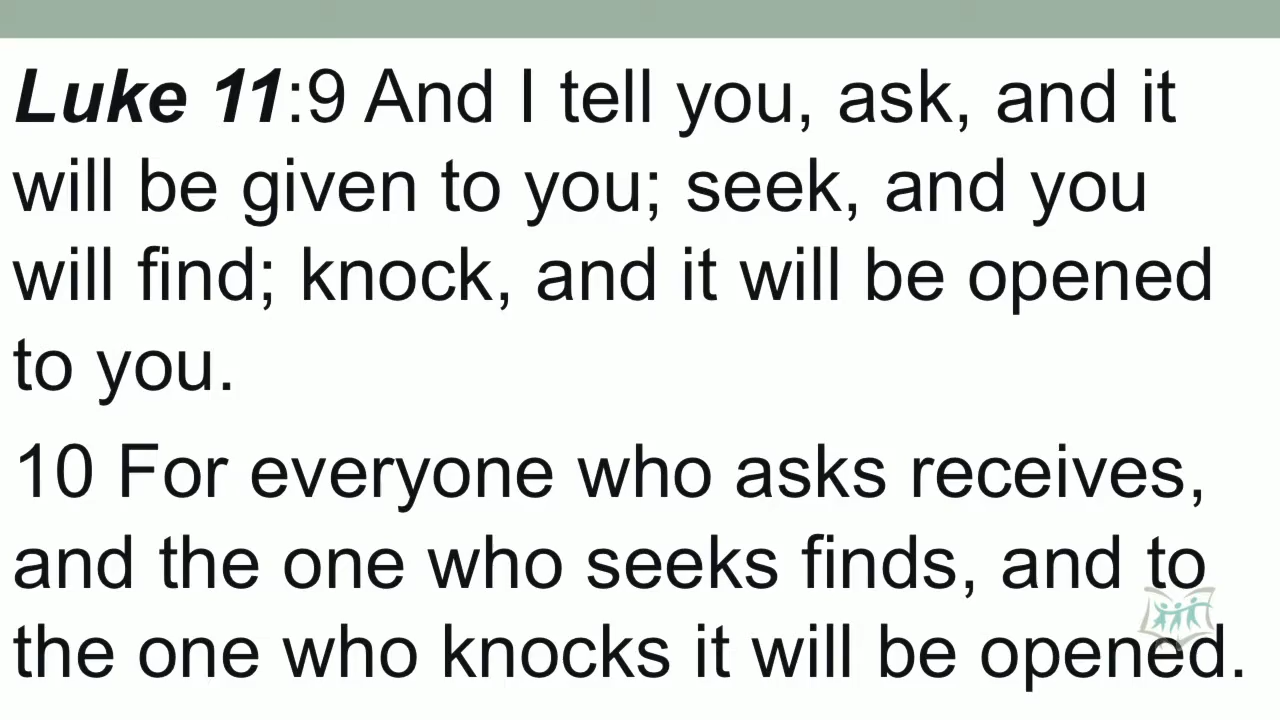 Luke 11:9 And I tell you, ask, and it
will be given to you; seek, and you
will find; knock, and it will be opened
to you.
10 For everyone who asks receives,
and the one who seeks finds, and to
the one who knocks it will be opened.